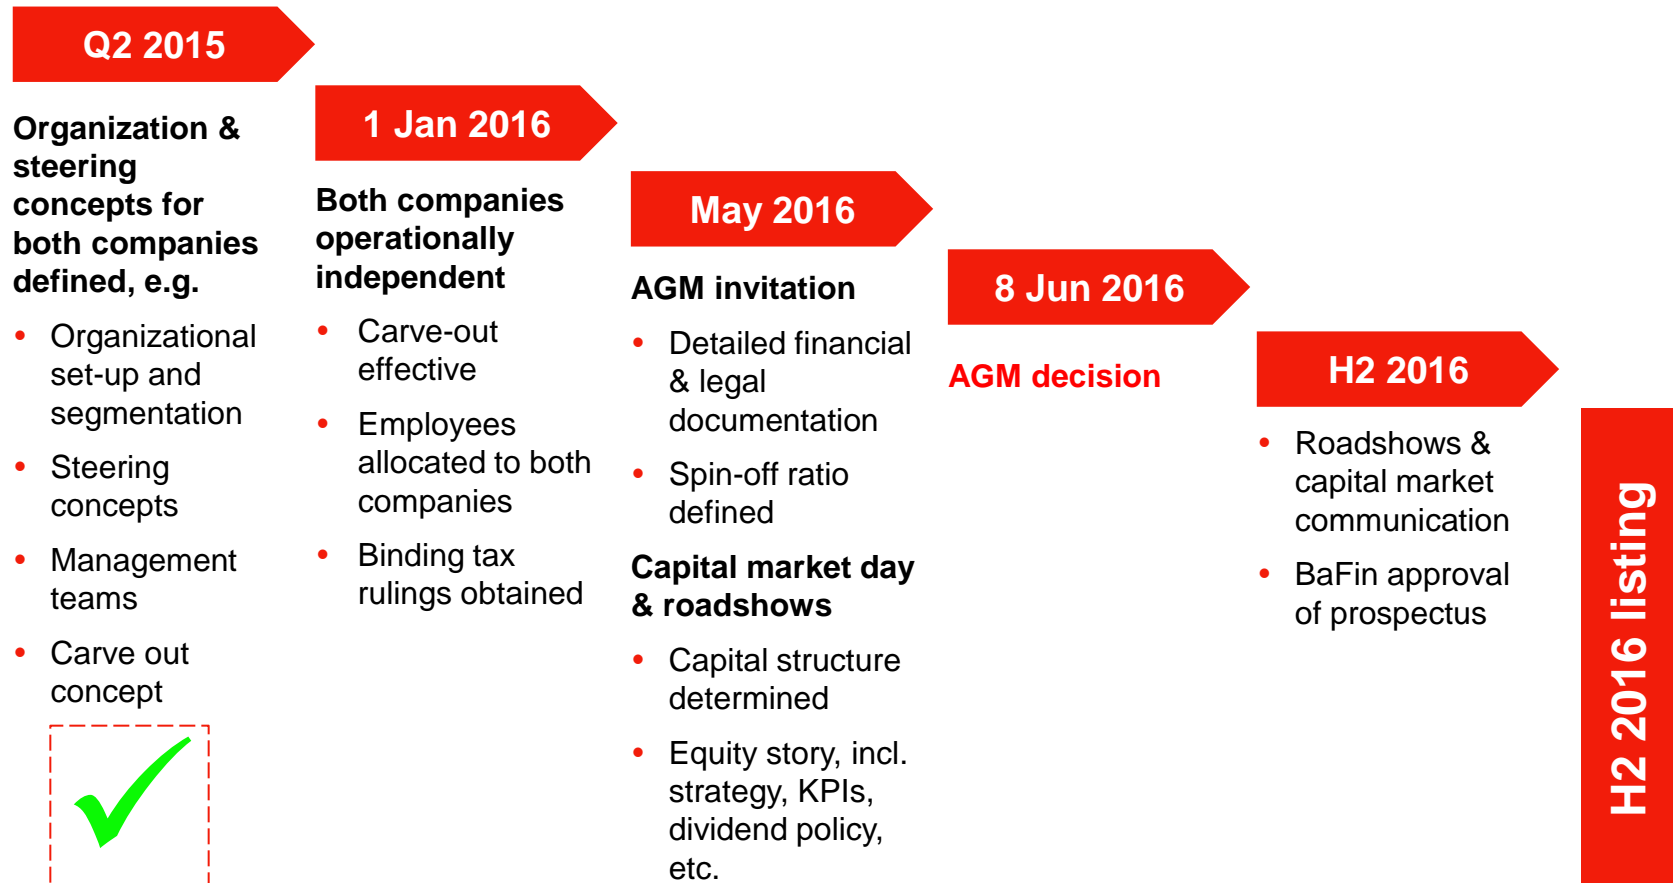 Q2 2015
Organization &
steering
concepts for
both companies
defined, e.g.
• Organizational
set-up and
segmentation
• Steering
concepts
• Management
teams
• Carve out
concept
1 Jan 2016
Both companies
operationally
independent
• Carve-out
effective
• Employees
allocated to both
companies
• Binding tax
rulings obtained
May 2016
AGM invitation
• Detailed financial
& legal
documentation
• Spin-off ratio
defined
Capital market day
& roadshows
• Capital structure
determined
• Equity story, incl.
strategy, KPIs,
dividend policy,
etc.
8 Jun 2016
AGM decision
H2 2016
• Roadshows &
capital market
communication
• BaFin approval
of prospectus
H2 2016 listing